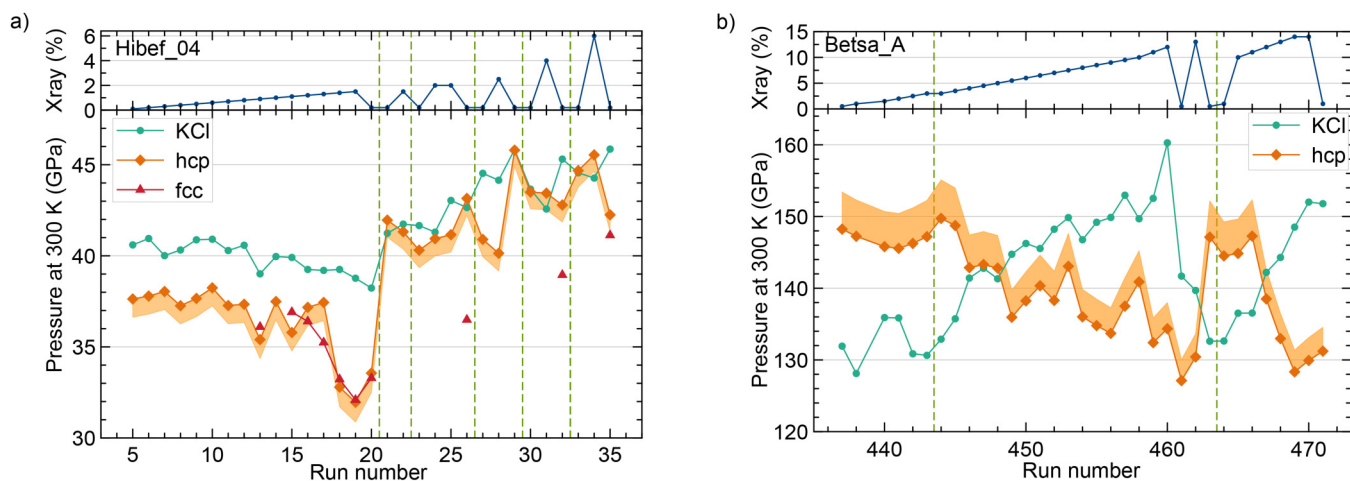 a)
Hibef_04
Xray (%)
6
4
2
0
KCl
hcp
fcc
Pressure at 300 K (GPa)
45
40
35
30
5 10 15 20 25 30 35
Run number
b)
Betsa_A
Xray (%)
15
10
5
0
KCl
hcp
Pressure at 300 K (GPa)
160
150
140
130
120
440 450 460 470
Run number